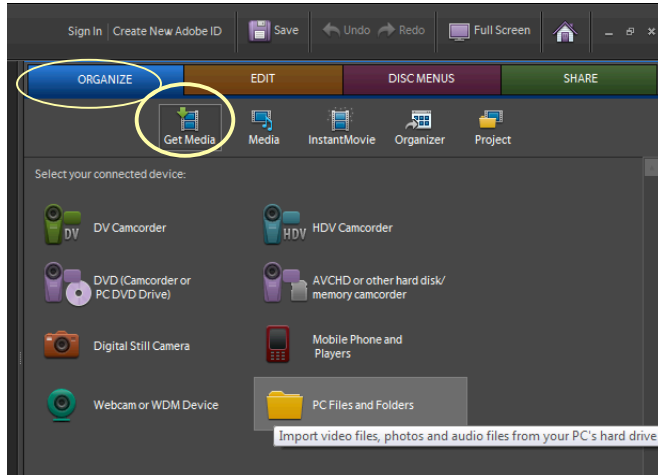 Sign In Create New Adobe ID Save Undo Redo Full Screen
ORGANIZE EDIT DISC MENUS SHARE
Get Media Media InstantMovie Organizer Project
Select your connected device:
DV
DV Camcorder
HDV
HDV Camcorder
DVD (Camcorder or
PC DVD Drive)
AVCHD or other hard disk/
memory camcorder
Digital Still Camera
Mobile Phone and
Players
Webcam or WDM Device
PC Files and Folders
Import video files, photos and audio files from your PC's hard drive